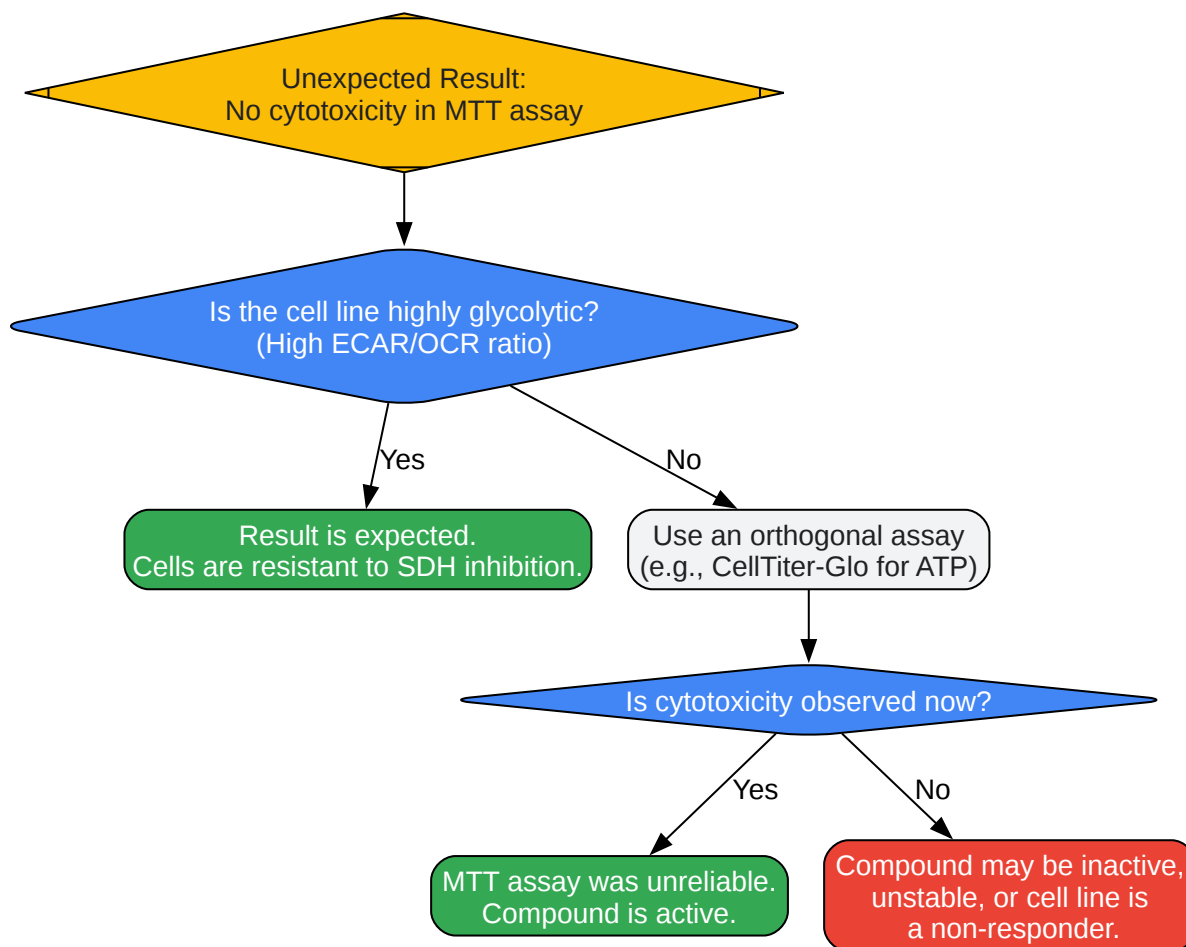 Unexpected Result:
No cytotoxicity in MTT assay
Is the cell line highly glycolytic?
(High ECAR/OCR ratio)
Yes
No
Result is expected.
Cells are resistant to SDH inhibition.
Use an orthogonal assay
(e.g., CellTiter-Glo for ATP)
Is cytotoxicity observed now?
Yes
No
MTT assay was unreliable.
Compound is active.
Compound may be inactive,
unstable, or cell line is
a non-responder.